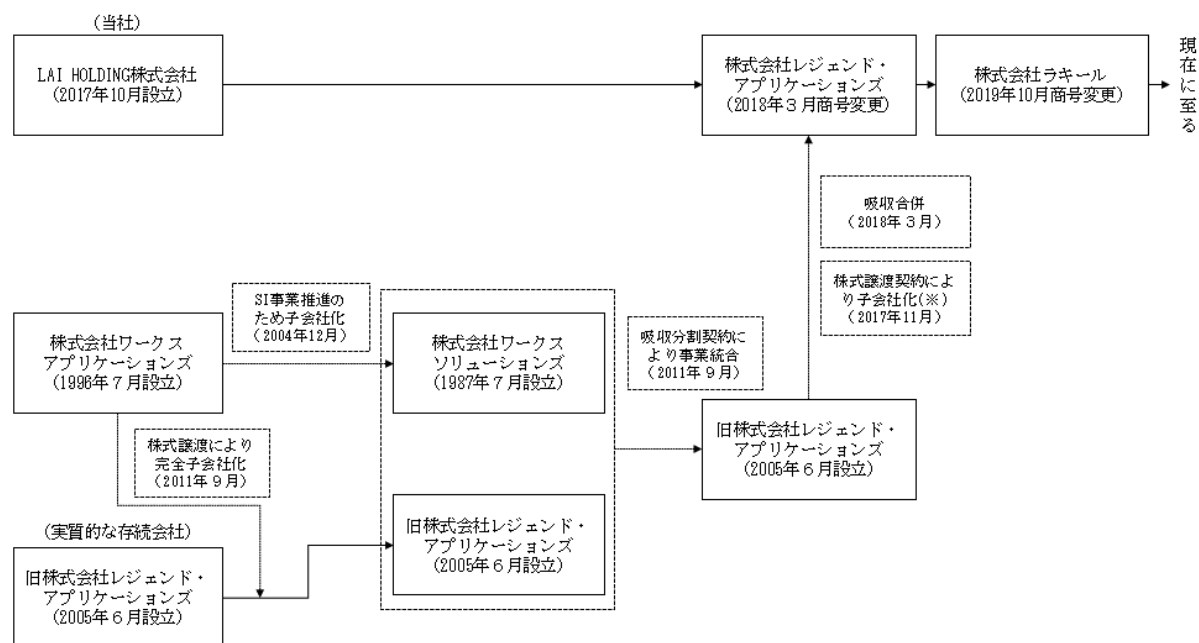 (当社)
LAI HOLDING株式会社
(2017年10月設立)
株式会社レジェンド・
アプリケーションズ
(2018年3月商号変更)
株式会社ラキール
(2019年10月商号変更)
現在に至る
吸収合併
(2018年3月)
株式譲渡契約によ
り子会社化(※)
(2017年11月)
SI事業推進の
ため子会社化
(2004年12月)
株式会社ワークス
アプリケーションズ
(1996年7月設立)
株式会社ワークス
ソリューションズ
(1987年7月設立)
吸収分割契約に
より事業統合
(2011年9月)
株式譲渡により
完全子会社化
(2011年9月)
旧株式会社レジェンド・
アプリケーションズ
(2005年6月設立)
(実質的な存続会社)
旧株式会社レジェンド・
アプリケーションズ
(2005年6月設立)
旧株式会社レジェンド・
アプリケーションズ
(2005年6月設立)